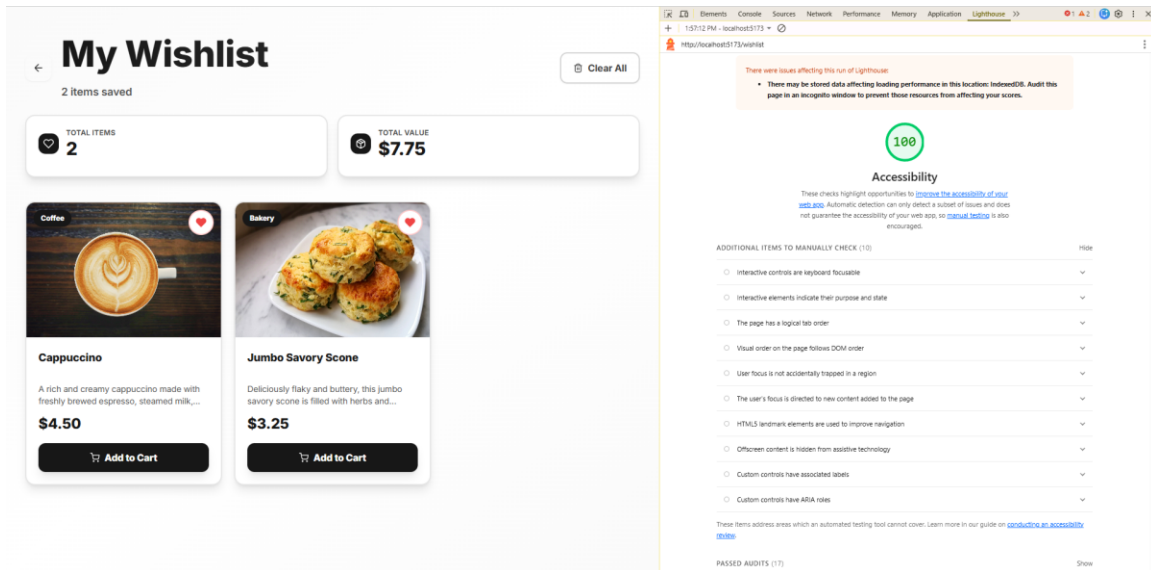 My Wishlist
2 items saved
Clear All
TOTAL ITEMS
2
TOTAL VALUE
$7.75
Coffee
Cappuccino
A rich and creamy cappuccino made with
freshly brewed espresso, steamed milk,...
$4.50
Add to Cart
Bakery
Jumbo Savory Scone
Deliciously flaky and buttery, this jumbo
savory scone is filled with herbs and...
$3.25
Add to Cart
Elements Console Sources Network Performance Memory Application Lighthouse 1 2
1:57:12 PM - localhost:5173
http://localhost:5173/wishlist
There were issues affecting this run of Lighthouse:
There may be stored data affecting loading performance in this location: IndexedDB. Audit this
page in an incognito window to prevent those resources from affecting your scores.
100
Accessibility
These checks highlight opportunities to improve the accessibility of your
web app. Automatic detection can only detect a subset of issues and does
not guarantee the accessibility of your web app, so manual testing is also
encouraged.
ADDITIONAL ITEMS TO MANUALLY CHECK (10) Hide
Interactive controls are keyboard focusable
Interactive elements indicate their purpose and state
The page has a logical tab order
Visual order on the page follows DOM order
User focus is not accidentally trapped in a region
The user's focus is directed to new content added to the page
HTML5 landmark elements are used to improve navigation
Offscreen content is hidden from assistive technology
Custom controls have associated labels
Custom controls have ARIA roles
These items address areas which an automated testing tool cannot cover. Learn more in our guide on conducting an accessibility
review.
PASSED AUDITS (17) Show